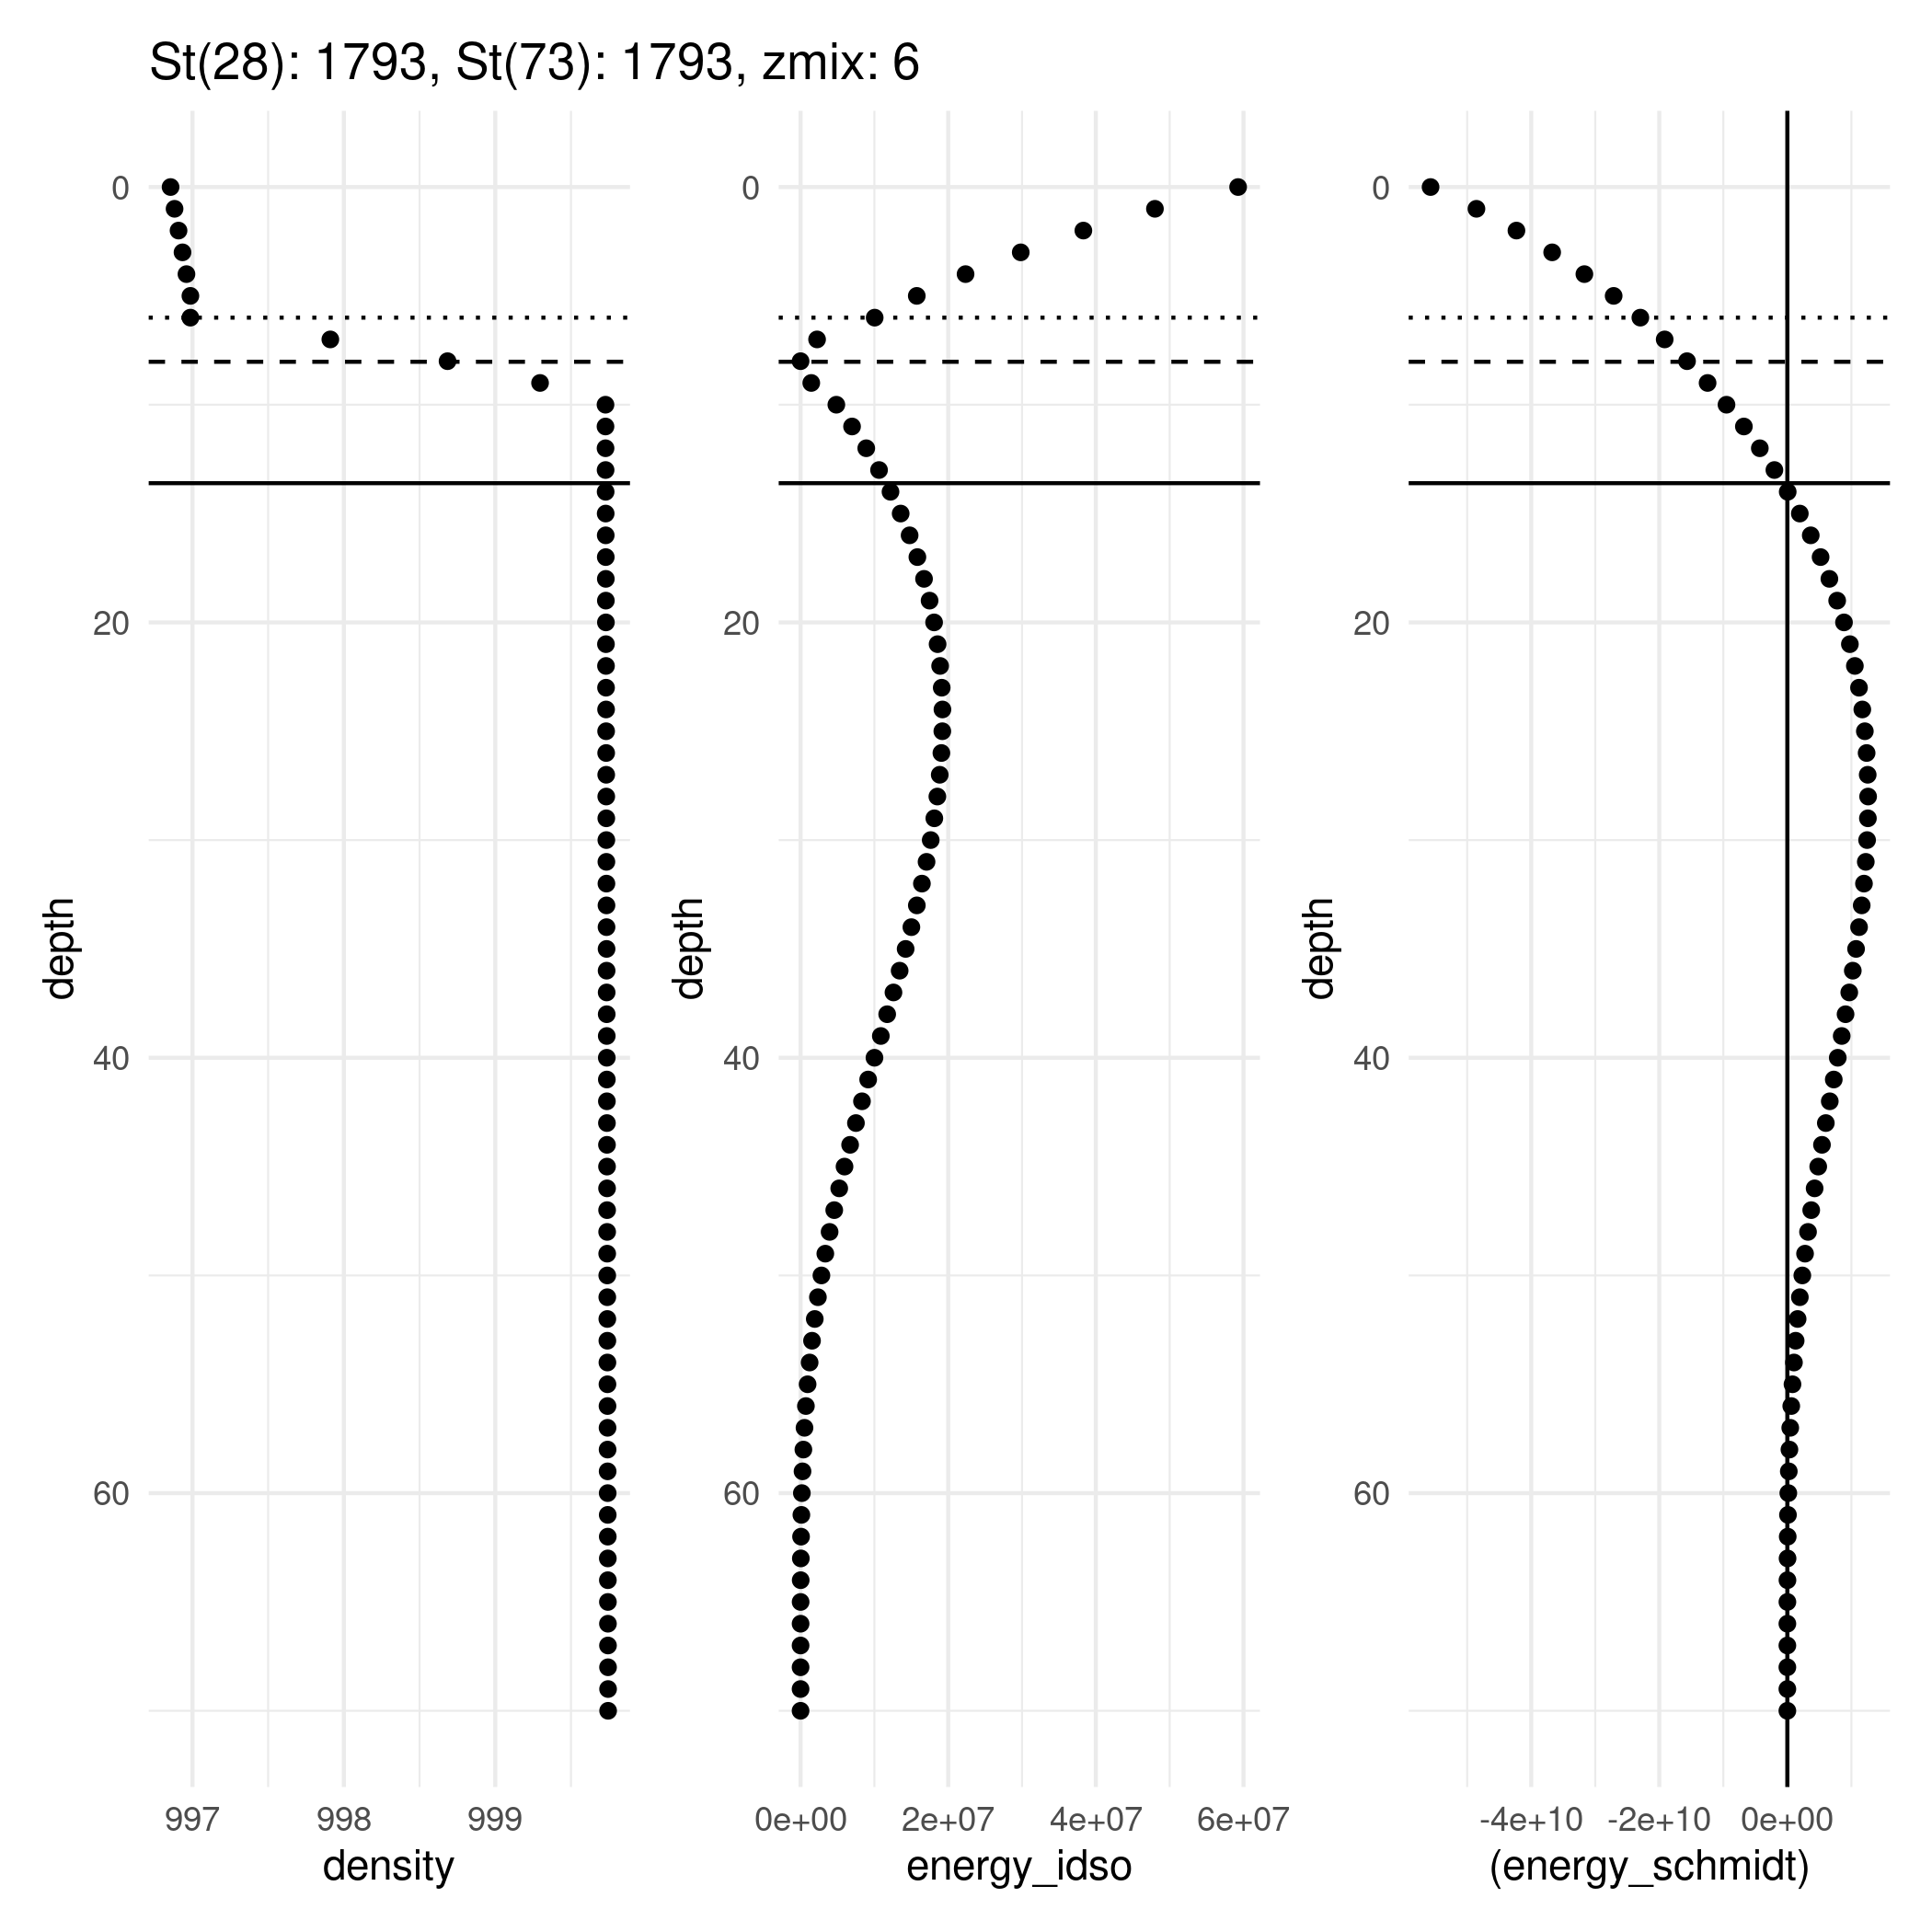 St(28): 1793, St(73): 1793, zmix: 6
0
20
40
60
depth
997 998 999
density
0
20
40
60
depth
0e+00 2e+07 4e+07 6e+07
energy_idso
0
20
40
60
depth
-4e+10 -2e+10 0e+00
(energy_schmidt)